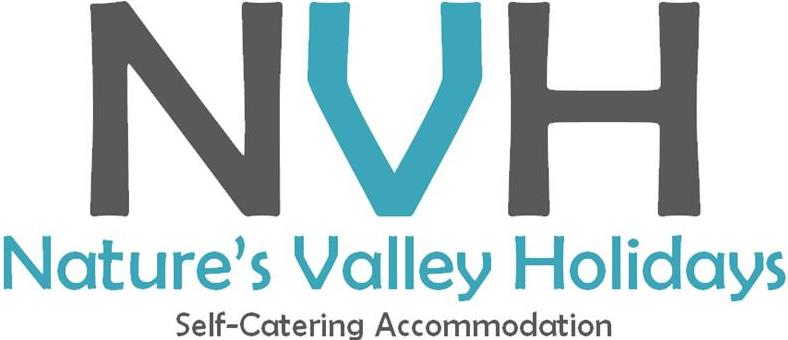 NVH
Nature's Valley Holidays
Self-Catering Accommodation